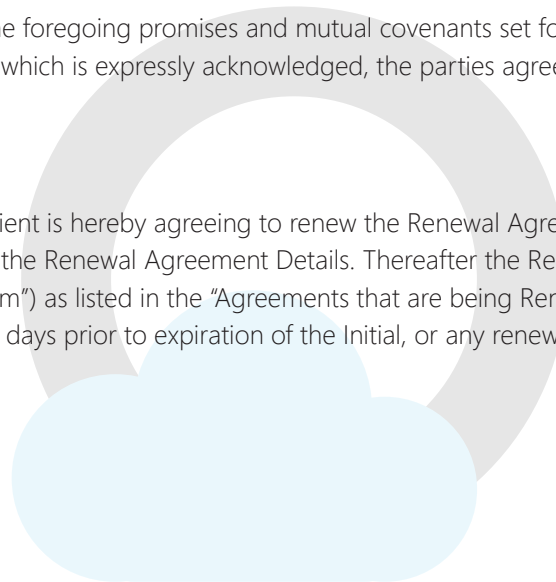 he foregoing promises and mutual covenants set fo
which is expressly acknowledged, the parties agree
ient is hereby agreeing to renew the Renewal Agre
the Renewal Agreement Details. Thereafter the Re
m”) as listed in the “Agreements that are being Ren
days prior to expiration of the Initial, or any renew